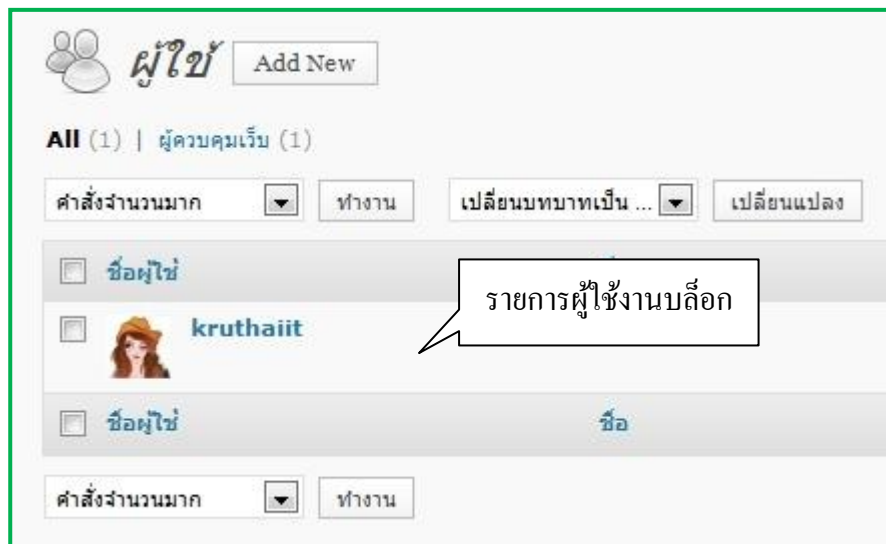 ผู้ใช้ Add New
All (1) | ผู้ควบคุมเว็บ (1)
คำสั่งจำนวนมาก ทำงาน เปลี่ยนบทบาทเป็น ... เปลี่ยนแปลง
ชื่อผู้ใช้
รายการผู้ใช้งานบล็อก
kruthaiit
ชื่อผู้ใช้ ชื่อ
คำสั่งจำนวนมาก ทำงาน